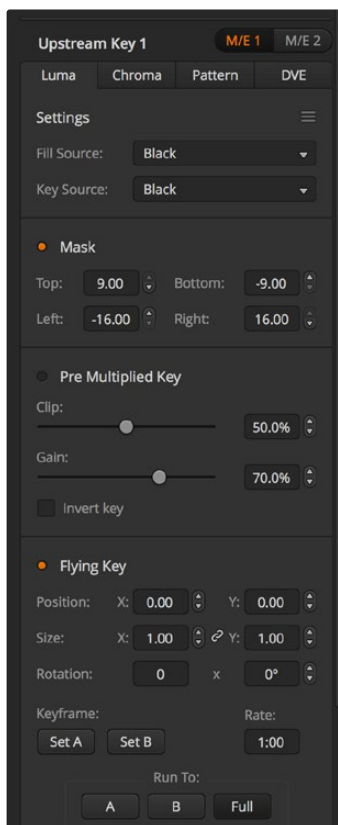 Upstream Key 1 M/E 1 M/E 2
Luma Chroma Pattern DVE
Settings
Fill Source: Black
Key Source: Black
Mask
Top: 9.00 Bottom: -9.00
Left: -16.00 Right: 16.00
Pre Multiplied Key
Clip:
50.0%
Gain:
70.0%
Invert key
Flying Key
Position: X: 0.00 Y: 0.00
Size: X: 1.00 Y: 1.00
Rotation: 0 x 0°
Keyframe: Rate:
Set A Set B 1:00
Run To:
A B Full